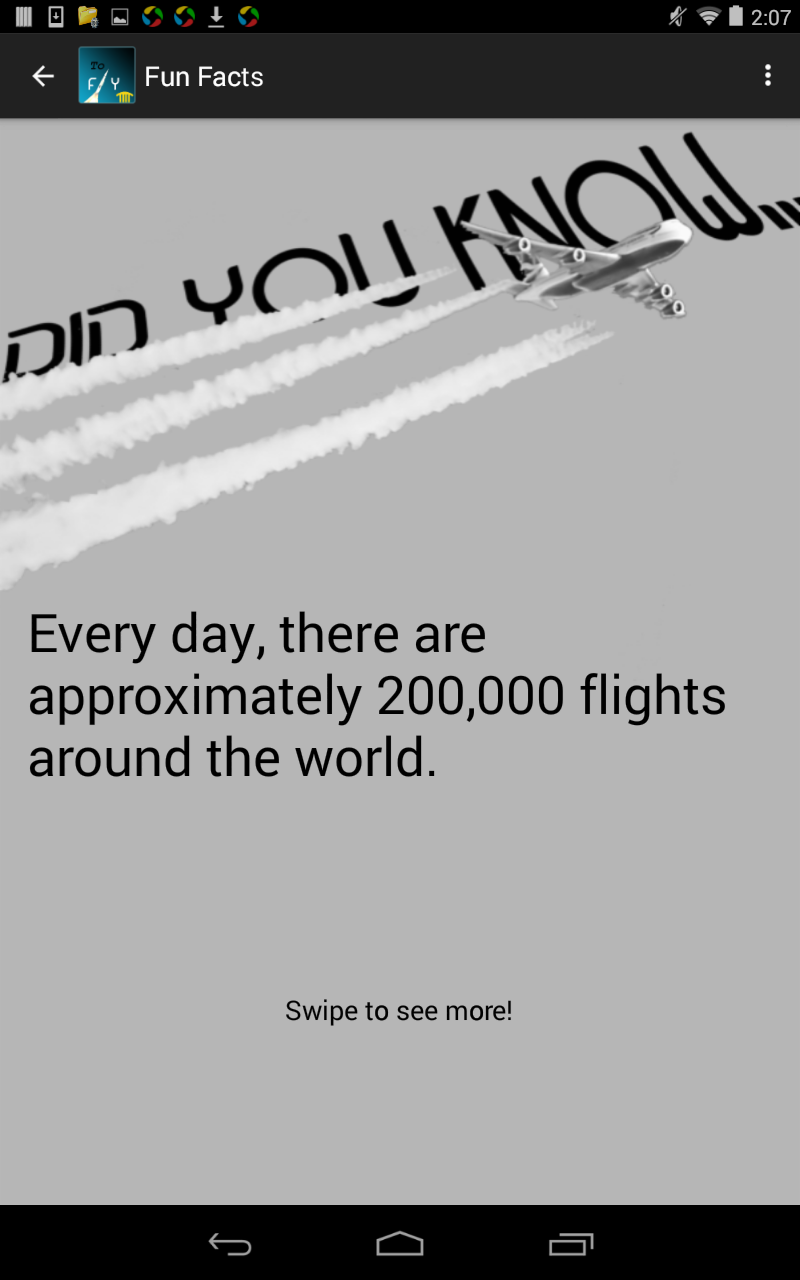 2:07
To
FLY
Fun Facts
DID YOU KNOW...
Every day, there are
approximately 200,000 flights
around the world.
Swipe to see more!